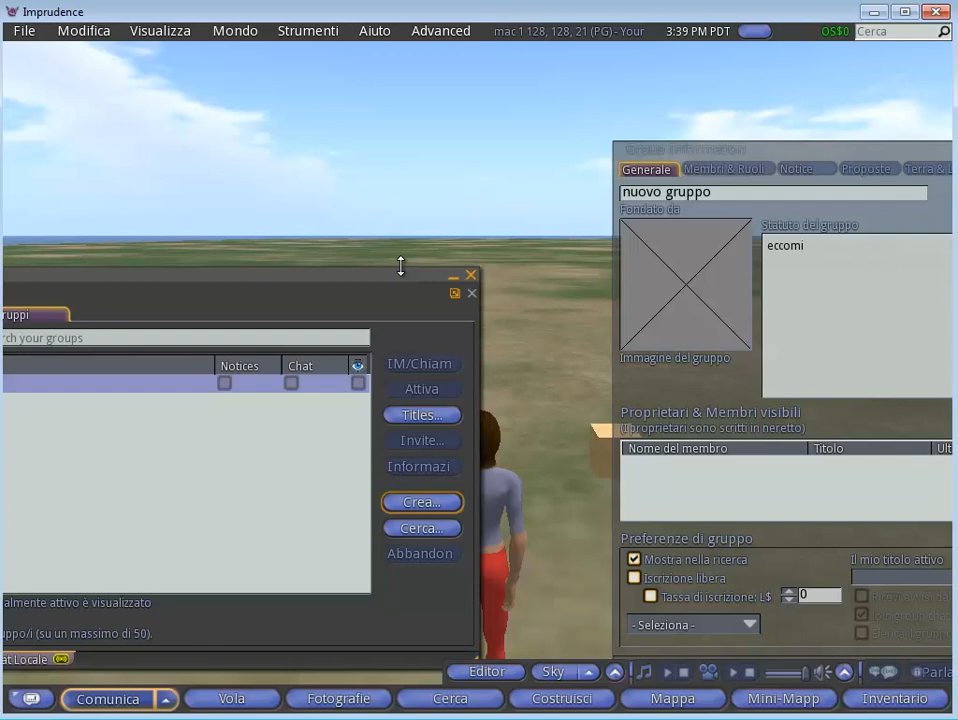 Imprudence
File Modifica Visualizza Mondo Strumenti Aiuto Advanced mac 1 128, 128, 21 (PG) - Your 3:39 PM PDT OS$0 Cerca
Group Information
Generale Membri & Ruoli Notice Proposte Terra & L
nuovo gruppo
Fondato da
Statuto del gruppo
eccomi
Immagine del gruppo
Proprietari & Membri visibili
(I proprietari sono scritti in neretto)
Nome del membro Titolo Ult
Preferenze di gruppo
Mostra nella ricerca
Il mio titolo attivo
Iscrizione libera
Tassa di iscrizione: L$ 0
- Seleziona -
ruppi
rch your groups
Notices Chat
IM/Chiam
Attiva
Titles...
Invite...
Informazi
Crea...
Cerca...
Abbandon
almente attivo è visualizzato
uppo/i (su un massimo di 50).
at Locale
Editor Sky Parla
Comunica Vola Fotografie Cerca Costruisci Mappa Mini-Mapp Inventario